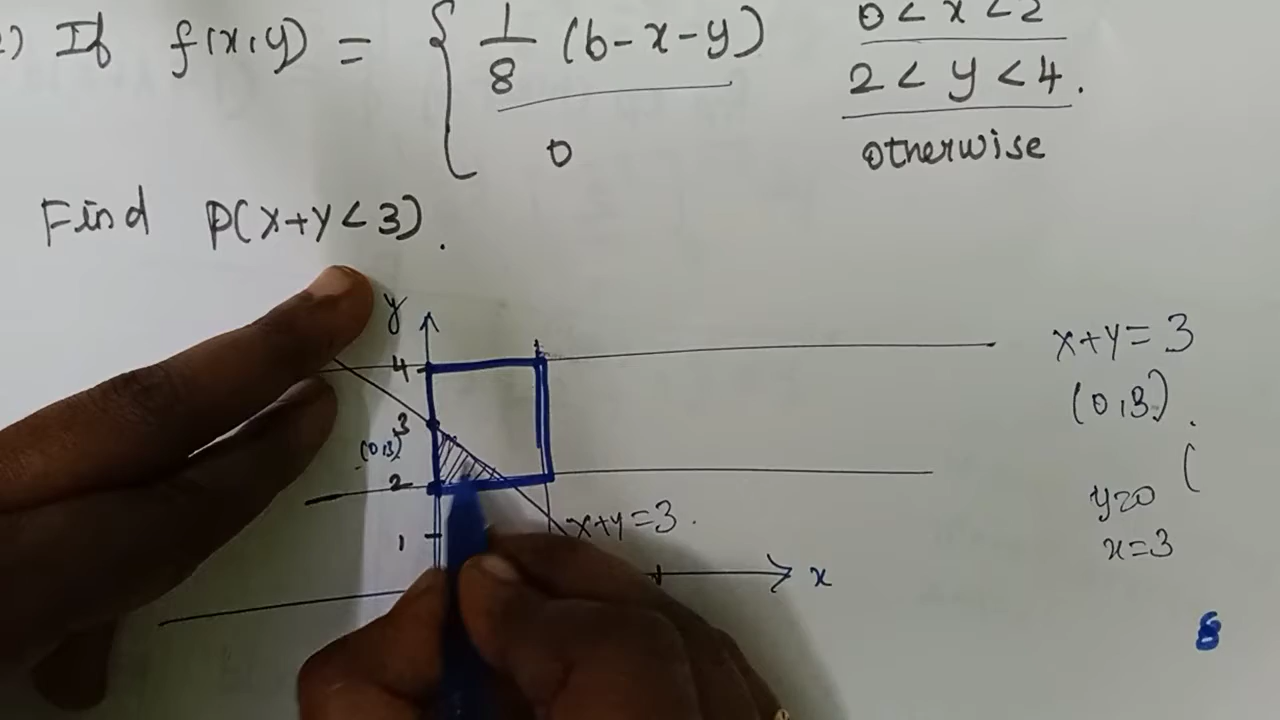 2) If f(x,y) = { 1/8 (6-x-y) 0 < x < 2
2 < y < 4.
0 otherwise
Find P(X+Y < 3).
y
4
3
(0,3)
2
1
x+y=3.
x
x+y=3
(0,3).
(
y=0
x=3